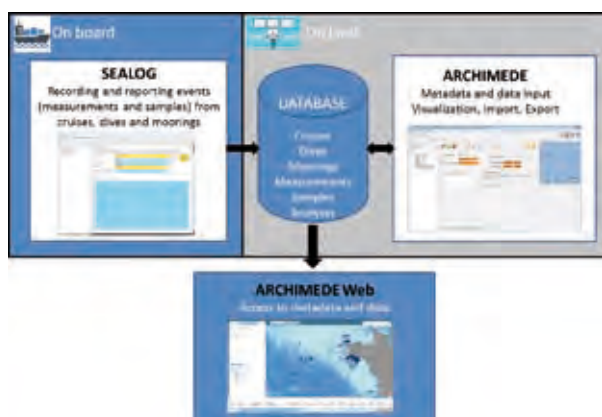 On board
On land
SEALOG
Recording and reporting events
(measurements and samples) from
cruises, dives and moorings
DATABASE
Cruises
Dives
Moorings
Measurements
Samples
Analyses
ARCHIMEDE
Metadata and data input
Visualization, Import, Export
ARCHIMEDE Web
Access to metadata and data